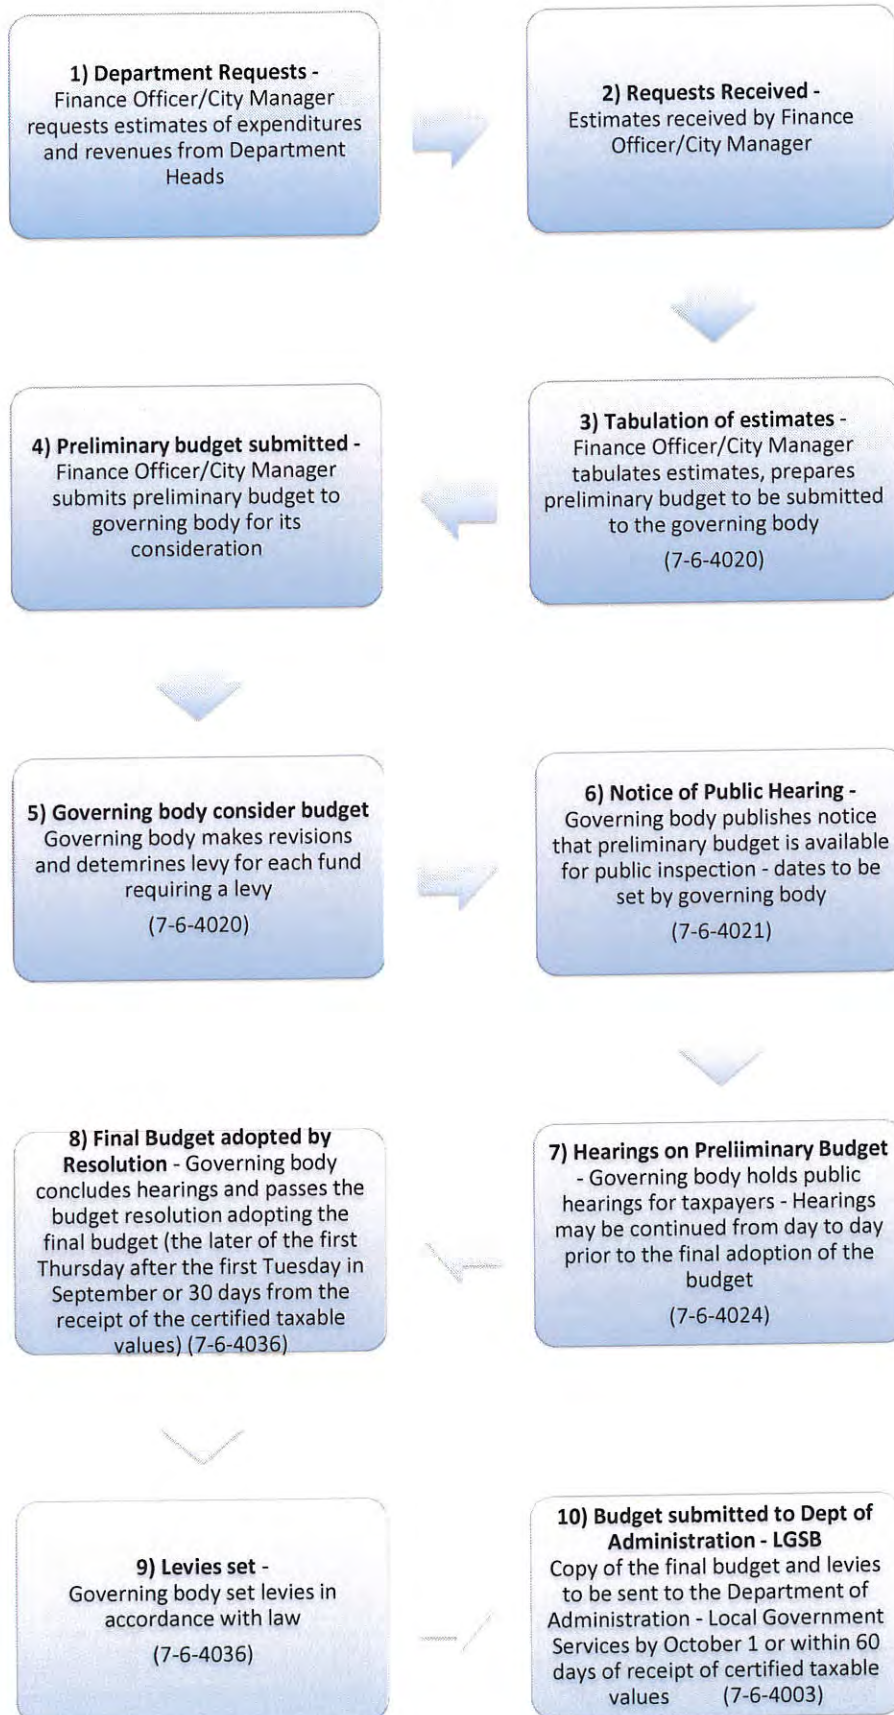 1) Department Requests -
Finance Officer/City Manager
requests estimates of expenditures
and revenues from Department
Heads
2) Requests Received -
Estimates received by Finance
Officer/City Manager
3) Tabulation of estimates -
Finance Officer/City Manager
tabulates estimates, prepares
preliminary budget to be submitted
to the governing body
(7-6-4020)
4) Preliminary budget submitted -
Finance Officer/City Manager
submits preliminary budget to
governing body for its
consideration
5) Governing body consider budget
Governing body makes revisions
and detemrines levy for each fund
requiring a levy
(7-6-4020)
6) Notice of Public Hearing -
Governing body publishes notice
that preliminary budget is available
for public inspection - dates to be
set by governing body
(7-6-4021)
7) Hearings on Preliiminary Budget
- Governing body holds public
hearings for taxpayers - Hearings
may be continued from day to day
prior to the final adoption of the
budget
(7-6-4024)
8) Final Budget adopted by
Resolution - Governing body
concludes hearings and passes the
budget resolution adopting the
final budget (the later of the first
Thursday after the first Tuesday in
September or 30 days from the
receipt of the certified taxable
values) (7-6-4036)
9) Levies set -
Governing body set levies in
accordance with law
(7-6-4036)
10) Budget submitted to Dept of
Administration - LGSB
Copy of the final budget and levies
to be sent to the Department of
Administration - Local Government
Services by October 1 or within 60
days of receipt of certified taxable
values (7-6-4003)